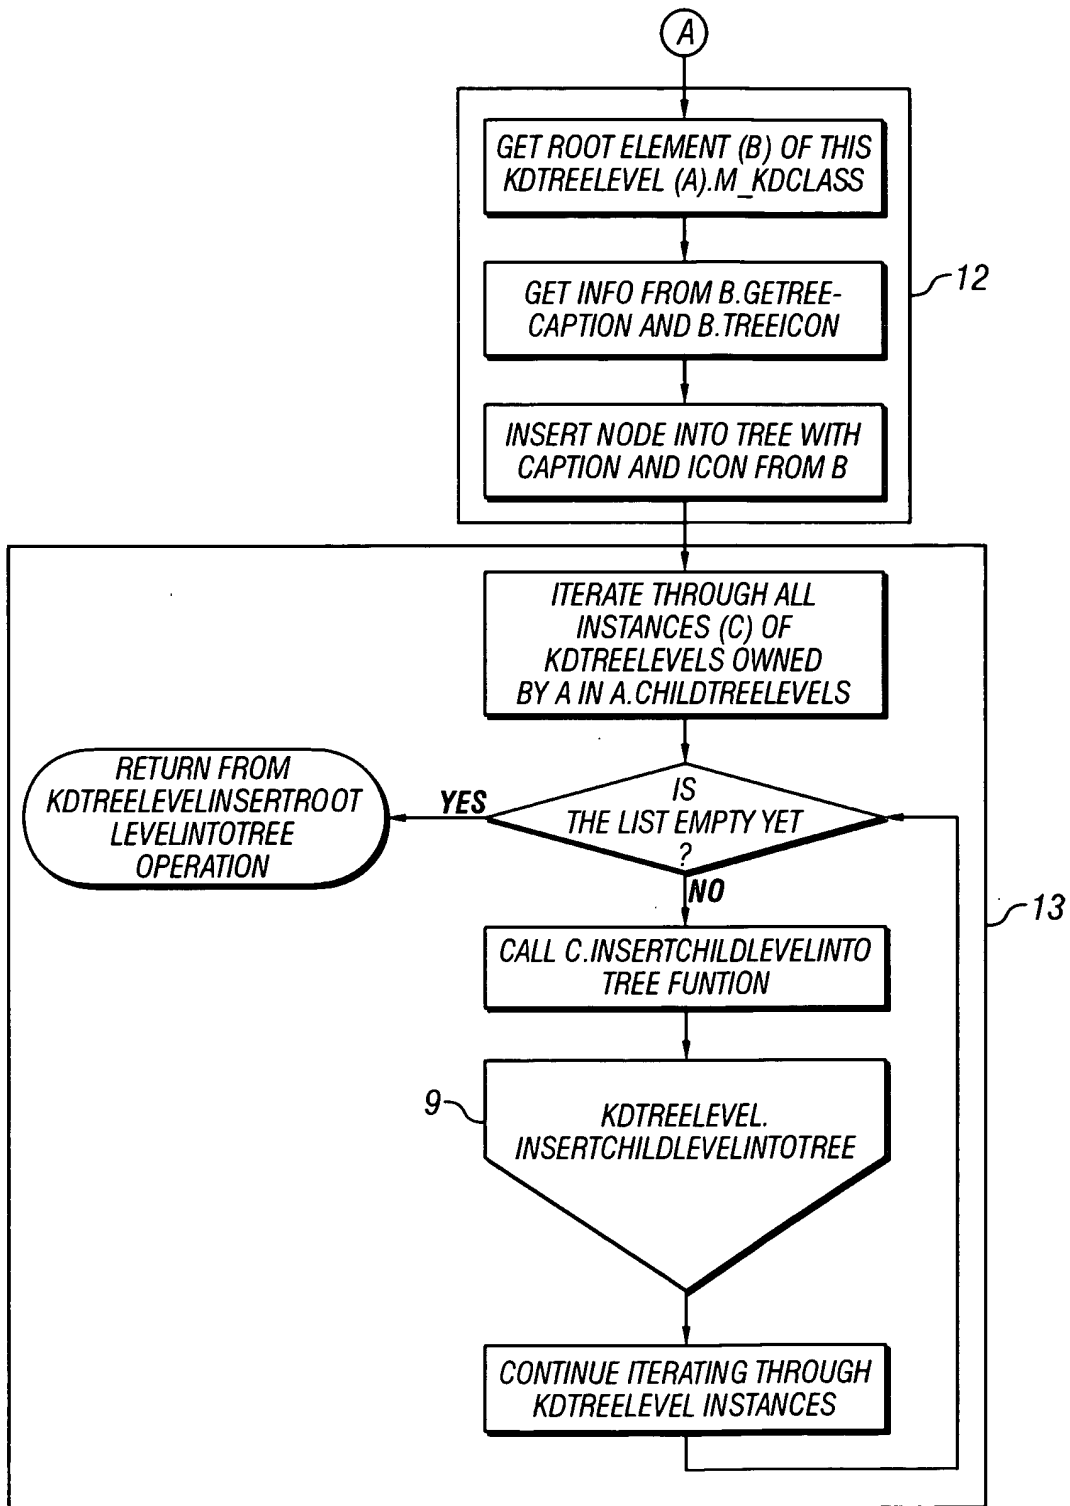 A
GET ROOT ELEMENT (B) OF THIS
KDTREELEVEL (A).M_KDCLASS
GET INFO FROM B.GETREE-
CAPTION AND B.TREEICON
12
INSERT NODE INTO TREE WITH
CAPTION AND ICON FROM B
ITERATE THROUGH ALL
INSTANCES (C) OF
KDTREELEVELS OWNED
BY A IN A.CHILDTREELEVELS
RETURN FROM
KDTREELEVELINSERTROOT
LEVELINTOTREE
OPERATION
YES
IS
THE LIST EMPTY YET
?
NO
13
CALL C.INSERTCHILDLEVELINTO
TREE FUNTION
9
KDTREELEVEL.
INSERTCHILDLEVELINTOTREE
CONTINUE ITERATING THROUGH
KDTREELEVEL INSTANCES